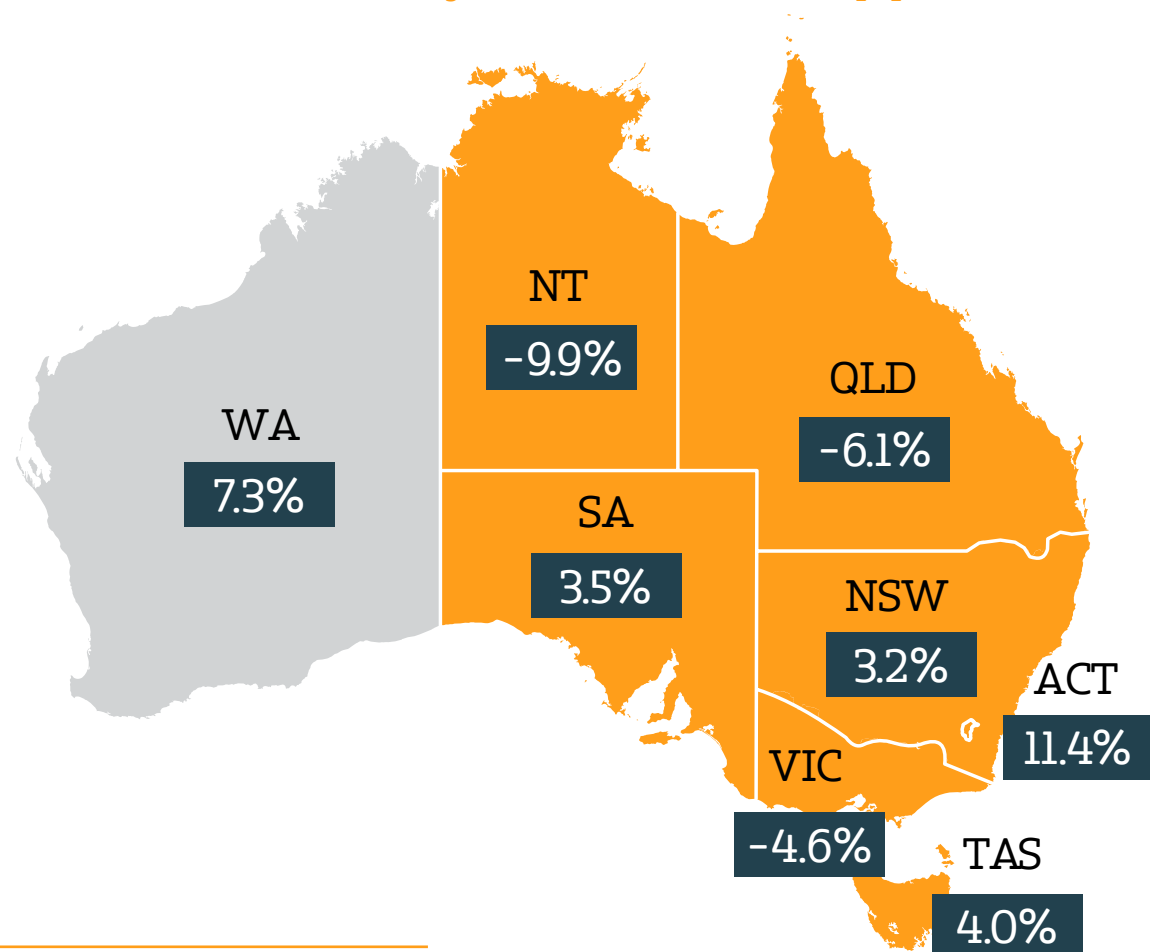 NT
-9.9%
QLD
-6.1%
WA
7.3%
SA
3.5%
NSW
3.2%
ACT
11.4%
VIC
-4.6%
TAS
4.0%